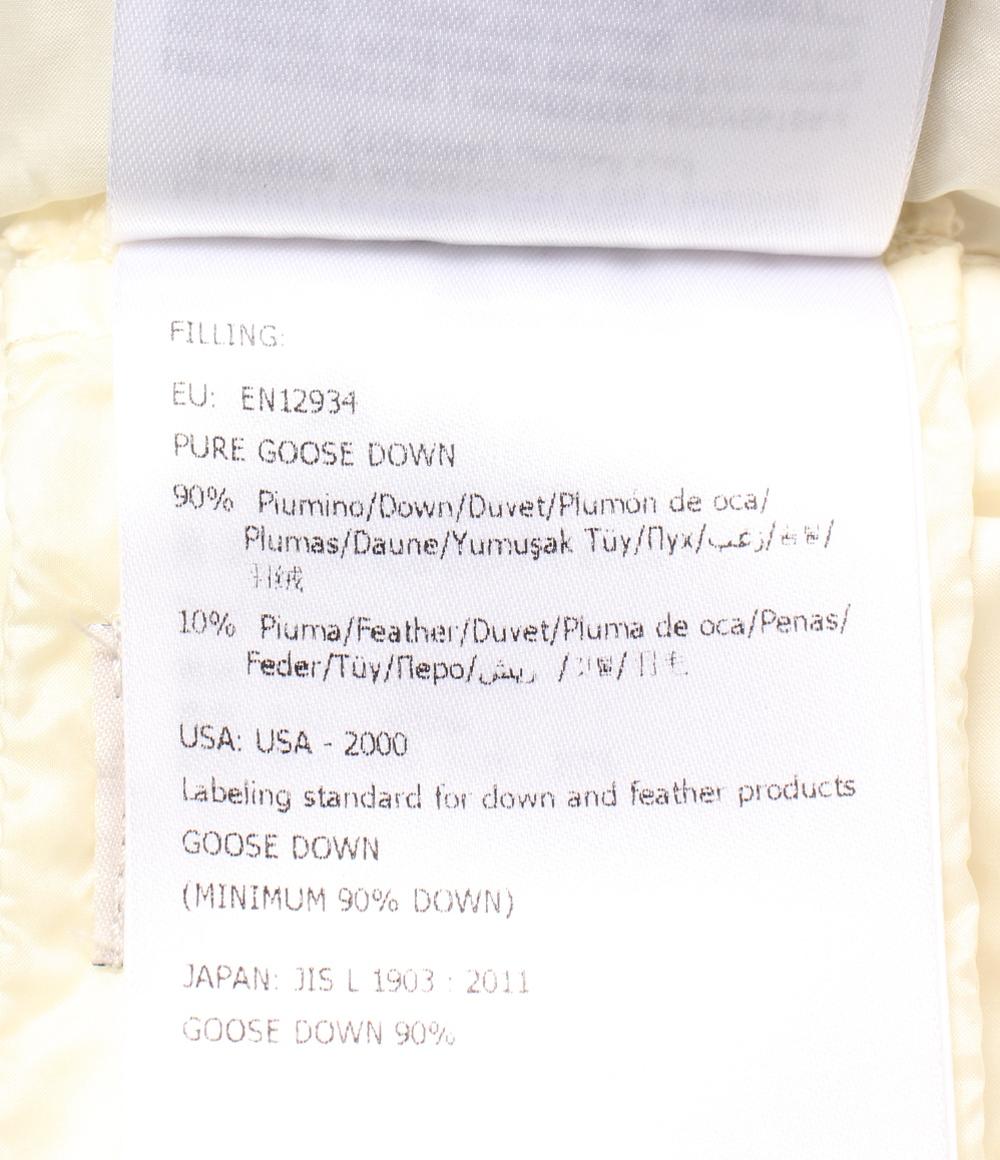 FILLING:
EU: EN12934
PURE GOOSE DOWN
90% Piumino/Down/Duvet/Plumón de oca/
Plumas/Daune/Yumuşak Tüy/Пух/زغب/
羽绒
10% Piuma/Feather/Duvet/Pluma de oca/Penas/
Feder/Tüy/Перо/ريش /
USA: USA - 2000
Labeling standard for down and feather products
GOOSE DOWN
(MINIMUM 90% DOWN)
JAPAN: JIS L 1903 : 2011
GOOSE DOWN 90%